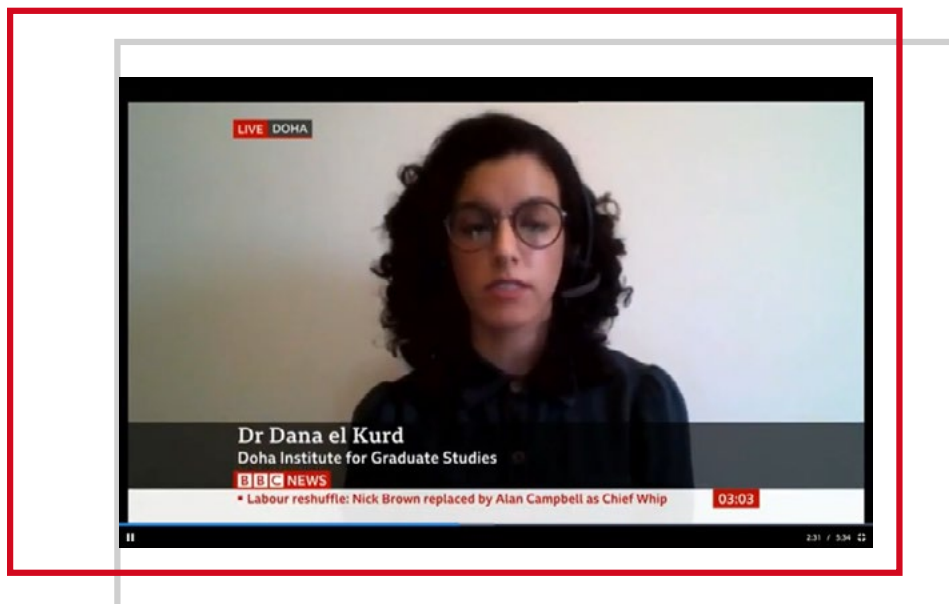 LIVE DOHA
Dr Dana el Kurd
Doha Institute for Graduate Studies
BBC NEWS
▪ Labour reshuffle: Nick Brown replaced by Alan Campbell as Chief Whip 03:03
2:31 / 5:34